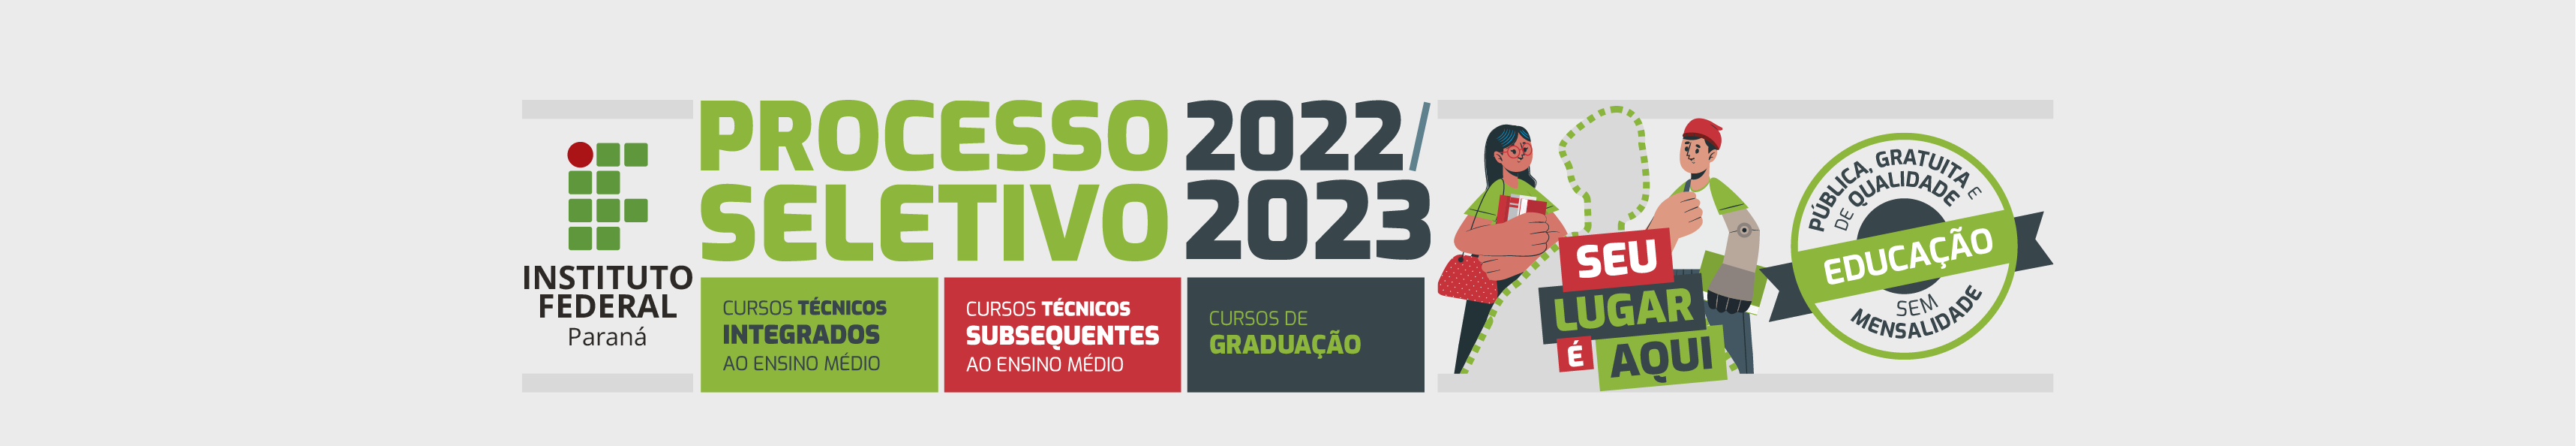 INSTITUTO
FEDERAL
Paraná
PROCESSO
SELETIVO
2022/
2023
CURSOS TÉCNICOS
INTEGRADOS
AO ENSINO MÉDIO
CURSOS TÉCNICOS
SUBSEQUENTES
AO ENSINO MÉDIO
CURSOS DE
GRADUAÇÃO
SEU
LUGAR
É AQUI
PÚBLICA, GRATUITA E
DE QUALIDADE
EDUCAÇÃO
SEM
MENSALIDADE